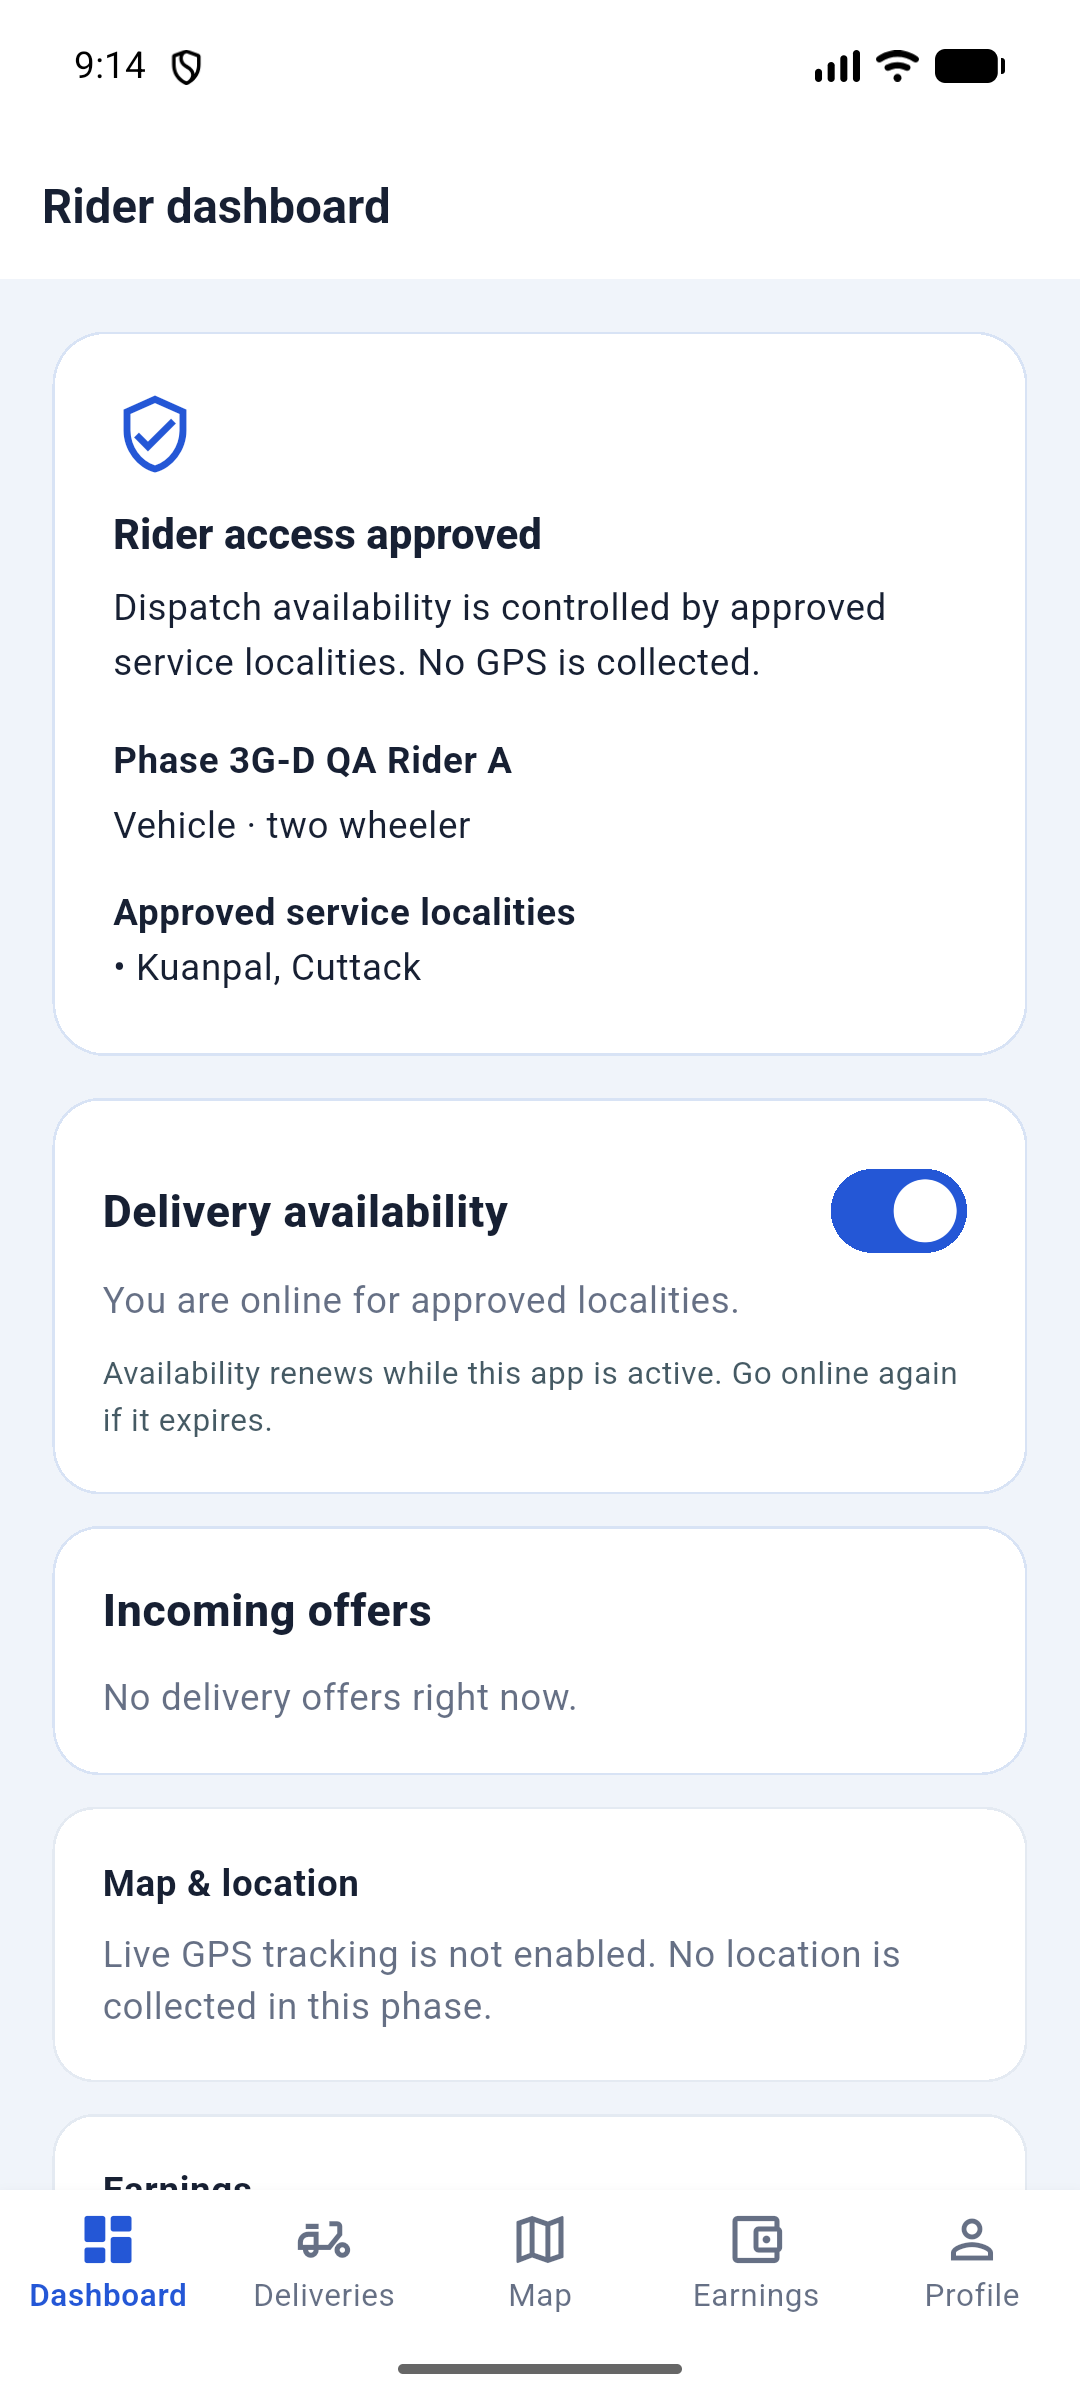 9:14
Rider dashboard
Rider access approved
Dispatch availability is controlled by approved
service localities. No GPS is collected.
Phase 3G-D QA Rider A
Vehicle · two wheeler
Approved service localities
• Kuanpal, Cuttack
Delivery availability
You are online for approved localities.
Availability renews while this app is active. Go online again
if it expires.
Incoming offers
No delivery offers right now.
Map & location
Live GPS tracking is not enabled. No location is
collected in this phase.
Earnings
Dashboard
Deliveries
Map
Earnings
Profile